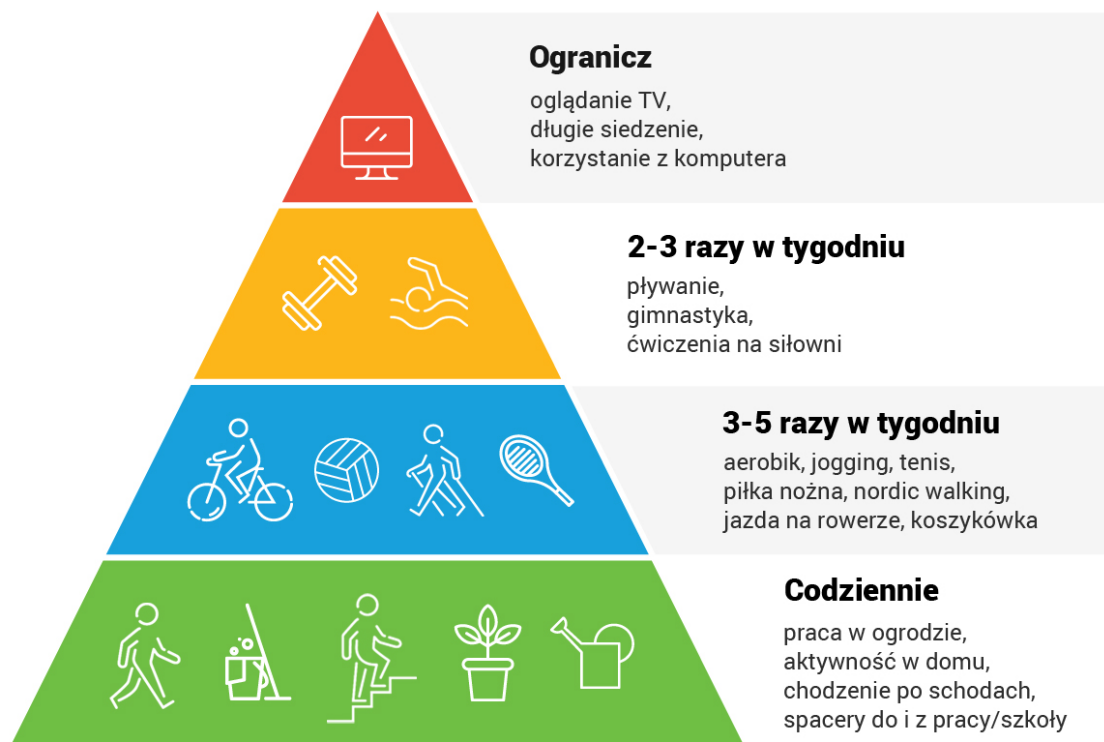 Ogranicz
oglądanie TV,
długie siedzenie,
korzystanie z komputera
2-3 razy w tygodniu
pływanie,
gimnastyka,
ćwiczenia na siłowni
3-5 razy w tygodniu
aerobik, jogging, tenis,
piłka nożna, nordic walking,
jazda na rowerze, koszykówka
Codziennie
praca w ogrodzie,
aktywność w domu,
chodzenie po schodach,
spacery do i z pracy/szkoły